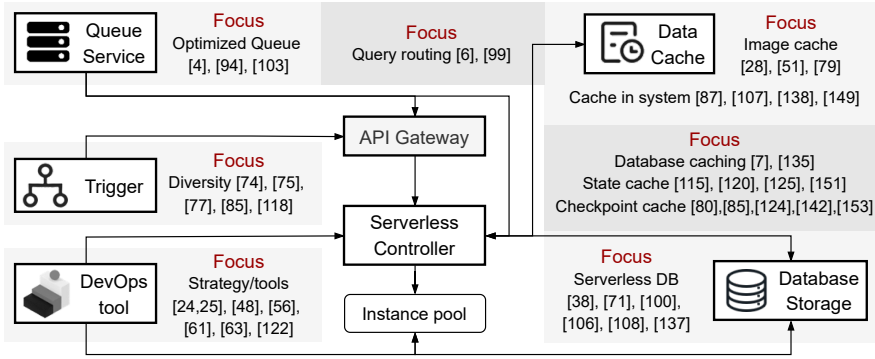 Queue
Service
Focus
Optimized Queue
[4], [94], [103]
Focus
Query routing [6], [99]
Data
Cache
Focus
Image cache
[28], [51], [79]
Cache in system [87], [107], [138], [149]
API Gateway
Trigger
Focus
Diversity [74], [75],
[77], [85], [118]
Focus
Database caching [7], [135]
State cache [115], [120], [125], [151]
Checkpoint cache [80],[85],[124],[142],[153]
Serverless
Controller
DevOps
tool
Focus
Strategy/tools
[24,25], [48], [56],
[61], [63], [122]
Instance pool
Focus
Serverless DB
[38], [71], [100],
[106], [108], [137]
Database
Storage